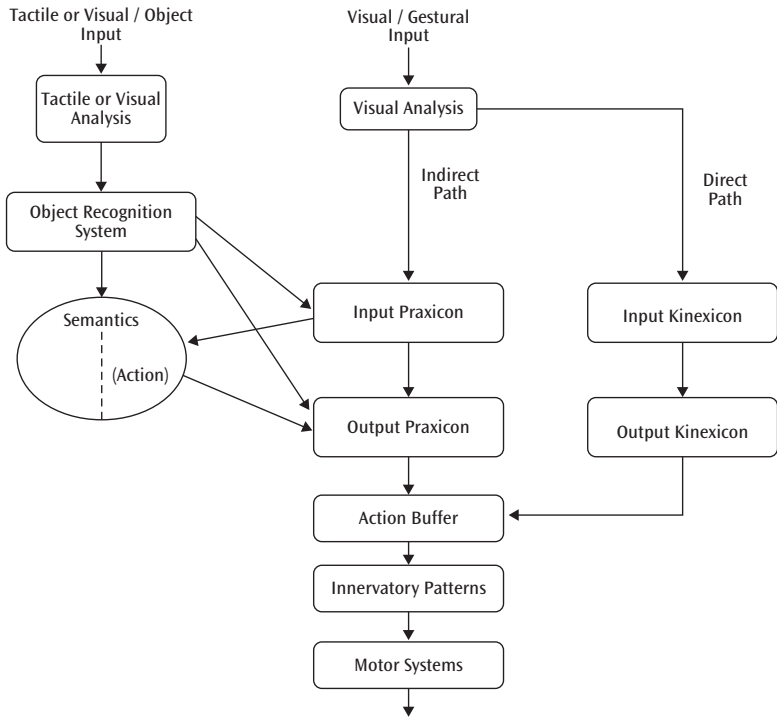 Tactile or Visual / Object
Input
Visual / Gestural
Input
Tactile or Visual
Analysis
Visual Analysis
Indirect
Path
Direct
Path
Object Recognition
System
Semantics
(Action)
Input Praxicon
Input Kinexicon
Output Praxicon
Output Kinexicon
Action Buffer
Innervatory Patterns
Motor Systems